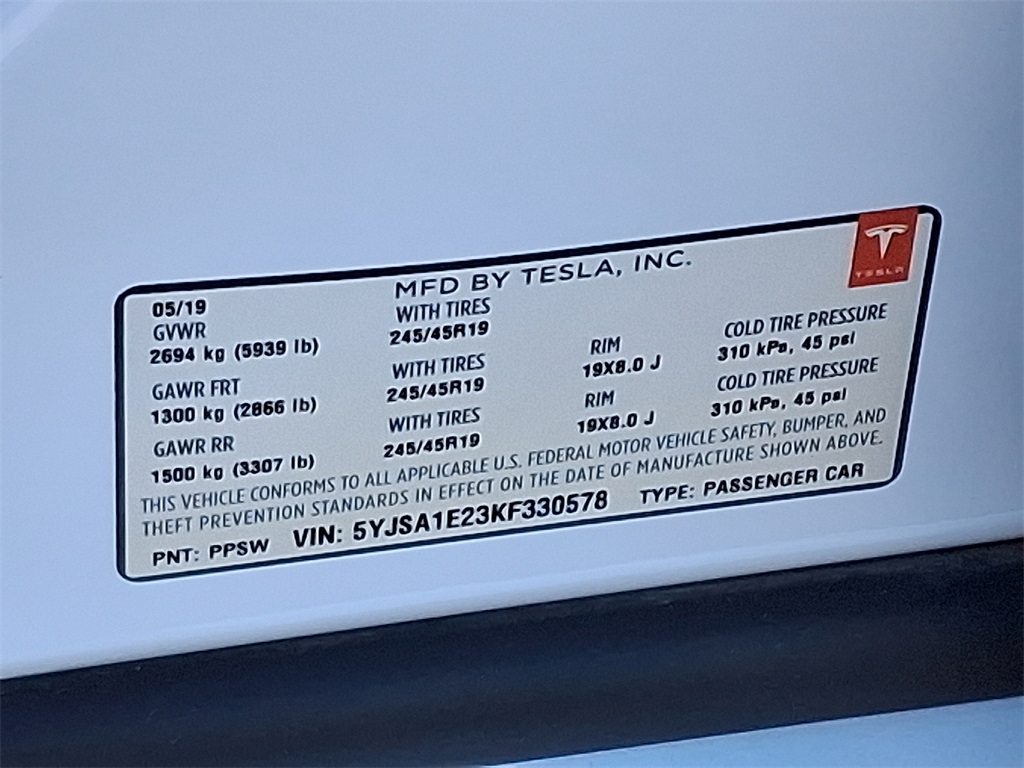 MFD BY TESLA, INC.
TESLA
05/19
GVWR
2694 kg (5939 lb)
WITH TIRES
245/45R19
GAWR FRT
1300 kg (2866 lb)
WITH TIRES
245/45R19
RIM
19X8.0 J
COLD TIRE PRESSURE
310 kPa, 45 psi
GAWR RR
1500 kg (3307 lb)
WITH TIRES
245/45R19
RIM
19X8.0 J
COLD TIRE PRESSURE
310 kPa, 45 psi
THIS VEHICLE CONFORMS TO ALL APPLICABLE U.S. FEDERAL MOTOR VEHICLE SAFETY, BUMPER, AND
THEFT PREVENTION STANDARDS IN EFFECT ON THE DATE OF MANUFACTURE SHOWN ABOVE.
PNT: PPSW VIN: 5YJSA1E23KF330578 TYPE: PASSENGER CAR